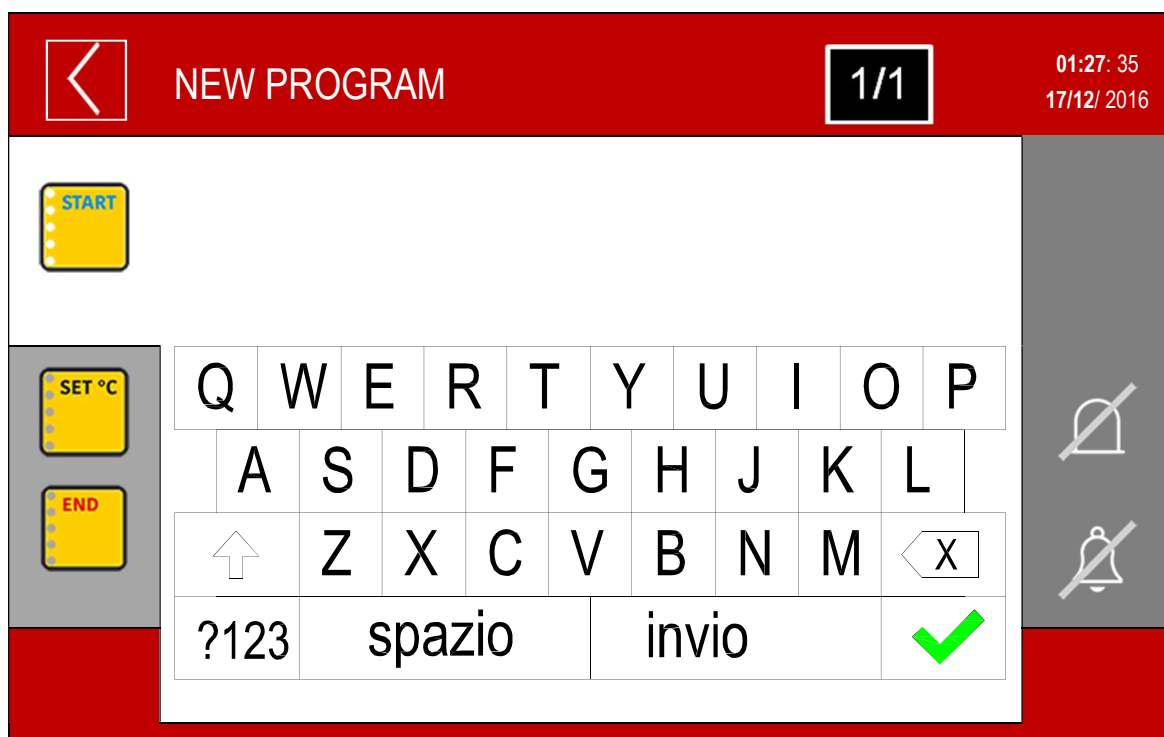 NEW PROGRAM 1/1 01:27: 35
17/12/ 2016
START
SET °C
END
Q W E R T Y U I O P
A S D F G H J K L
Z X C V B N M X
?123 spazio invio